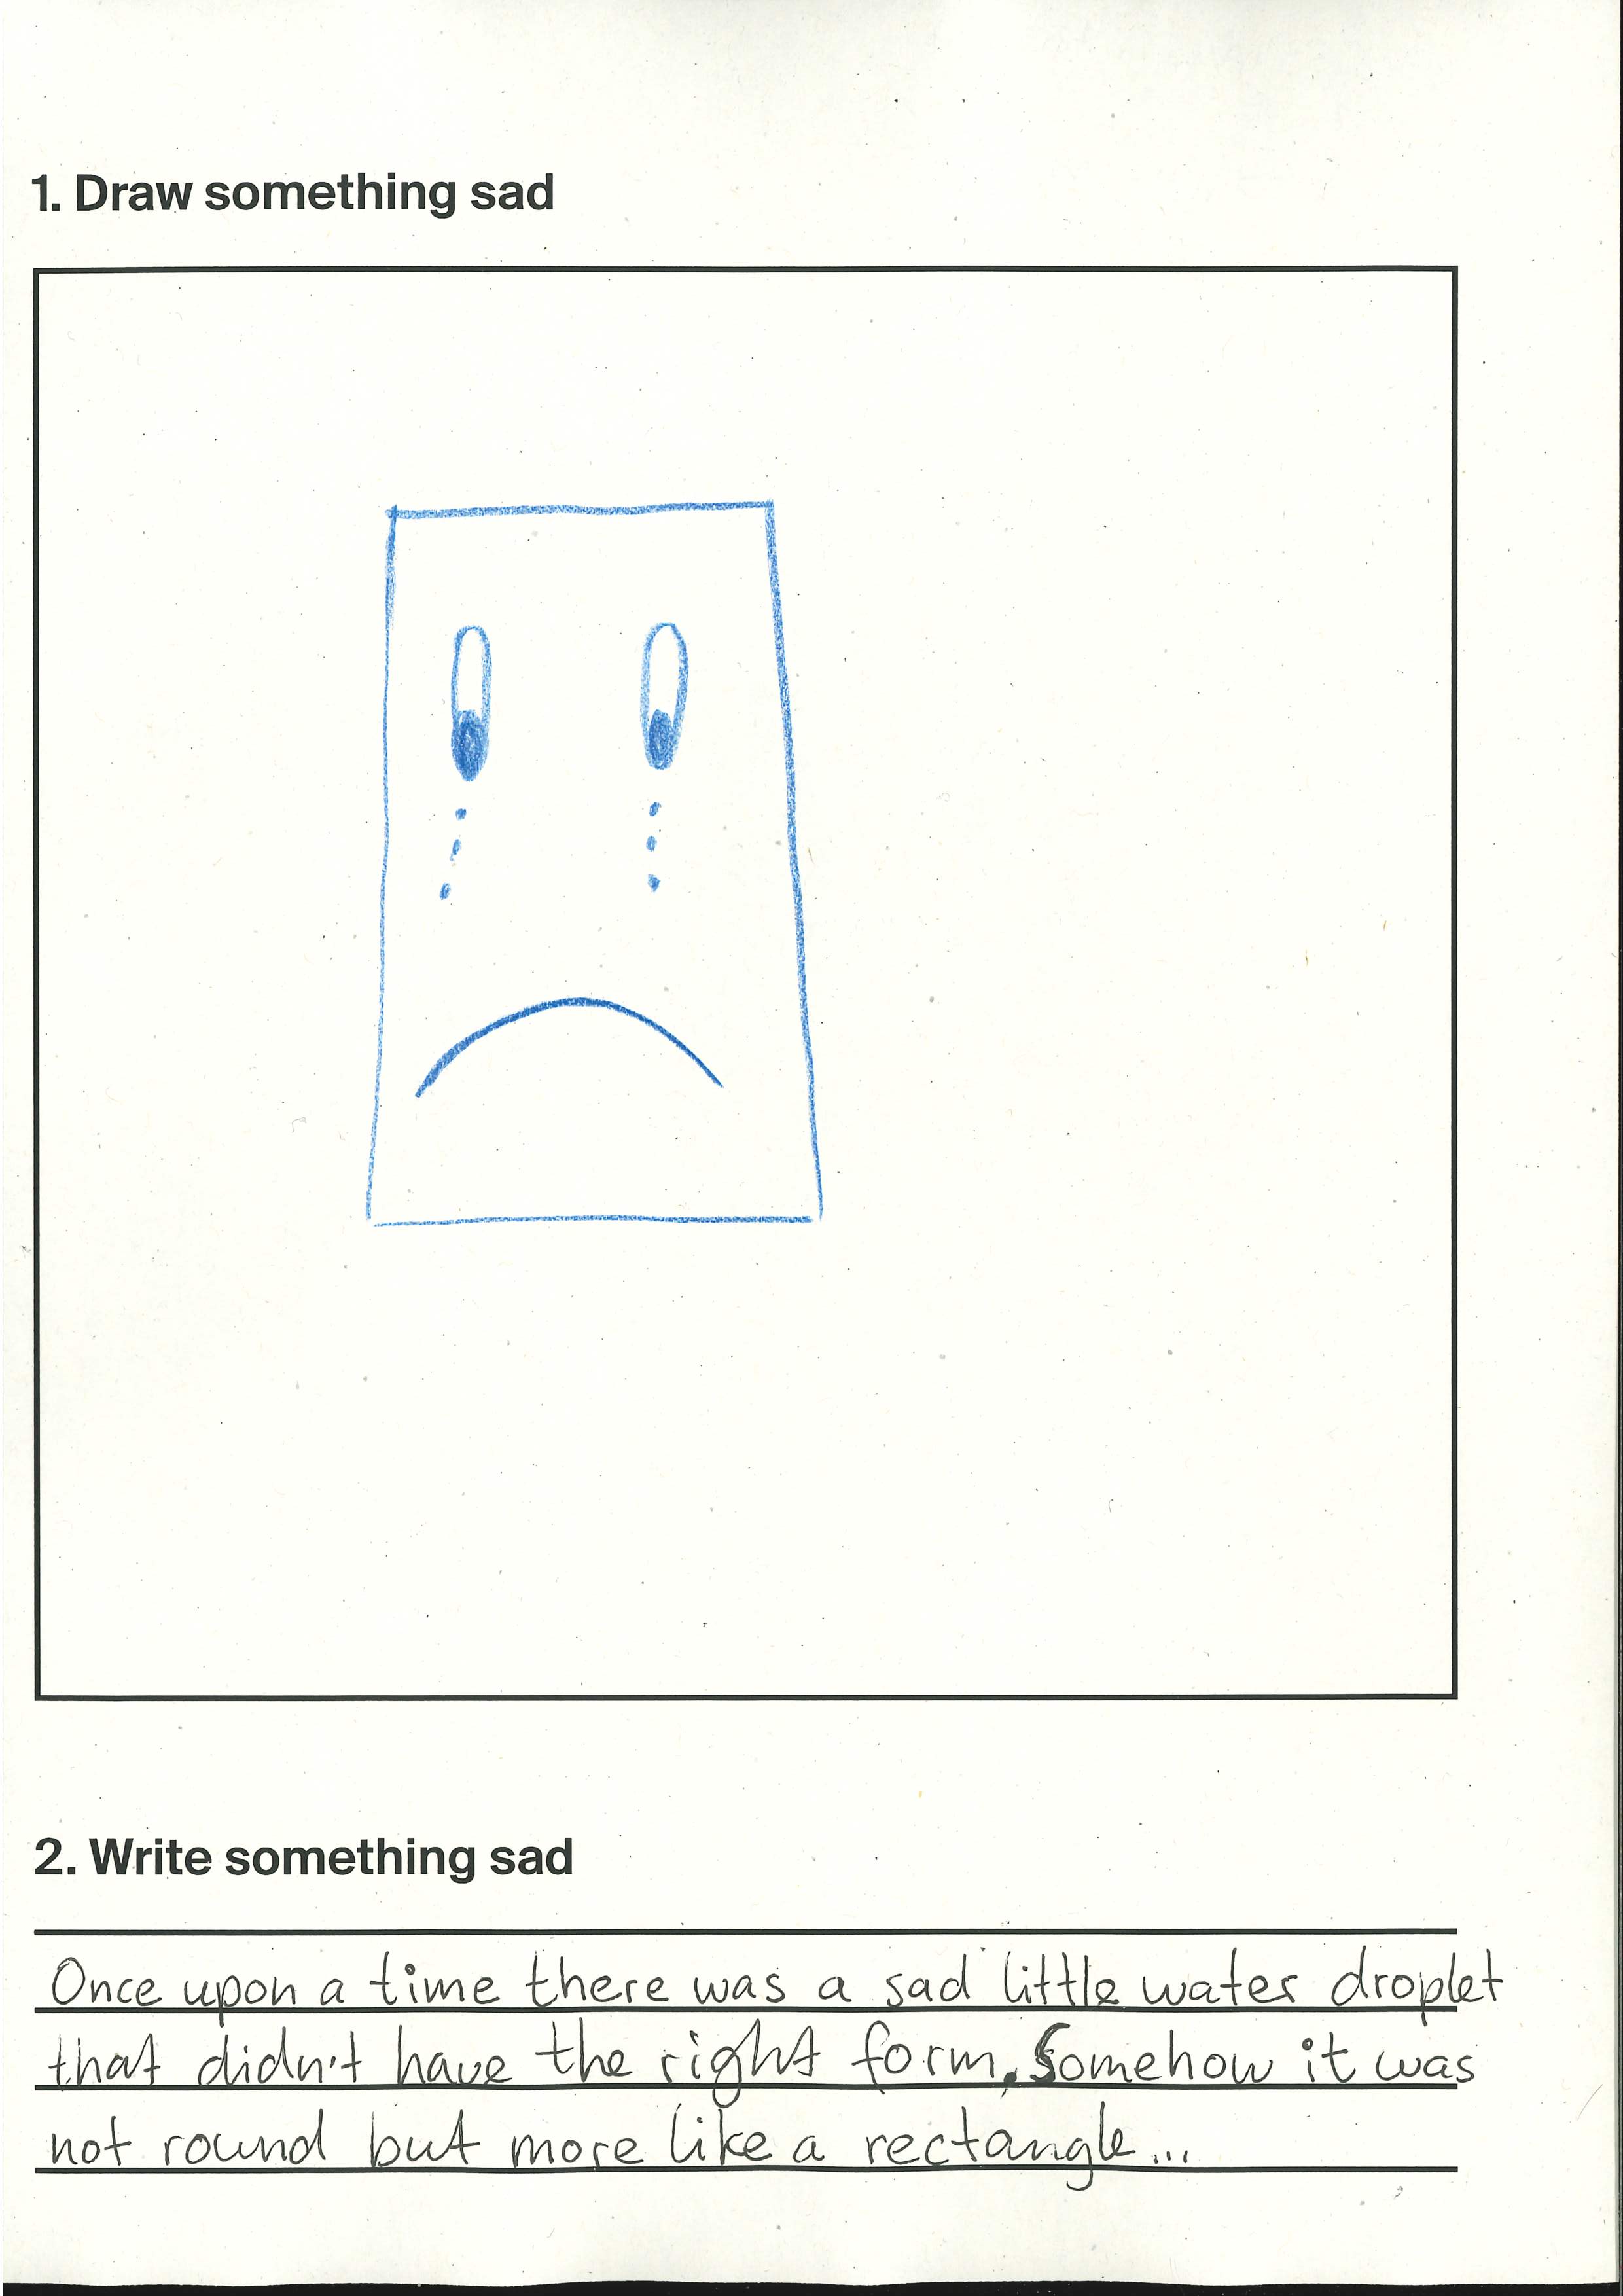 1. Draw something sad
2. Write something sad
Once upon a time there was a sad little water droplet
that didn't have the right form. Somehow it was
not round but more like a rectangle...